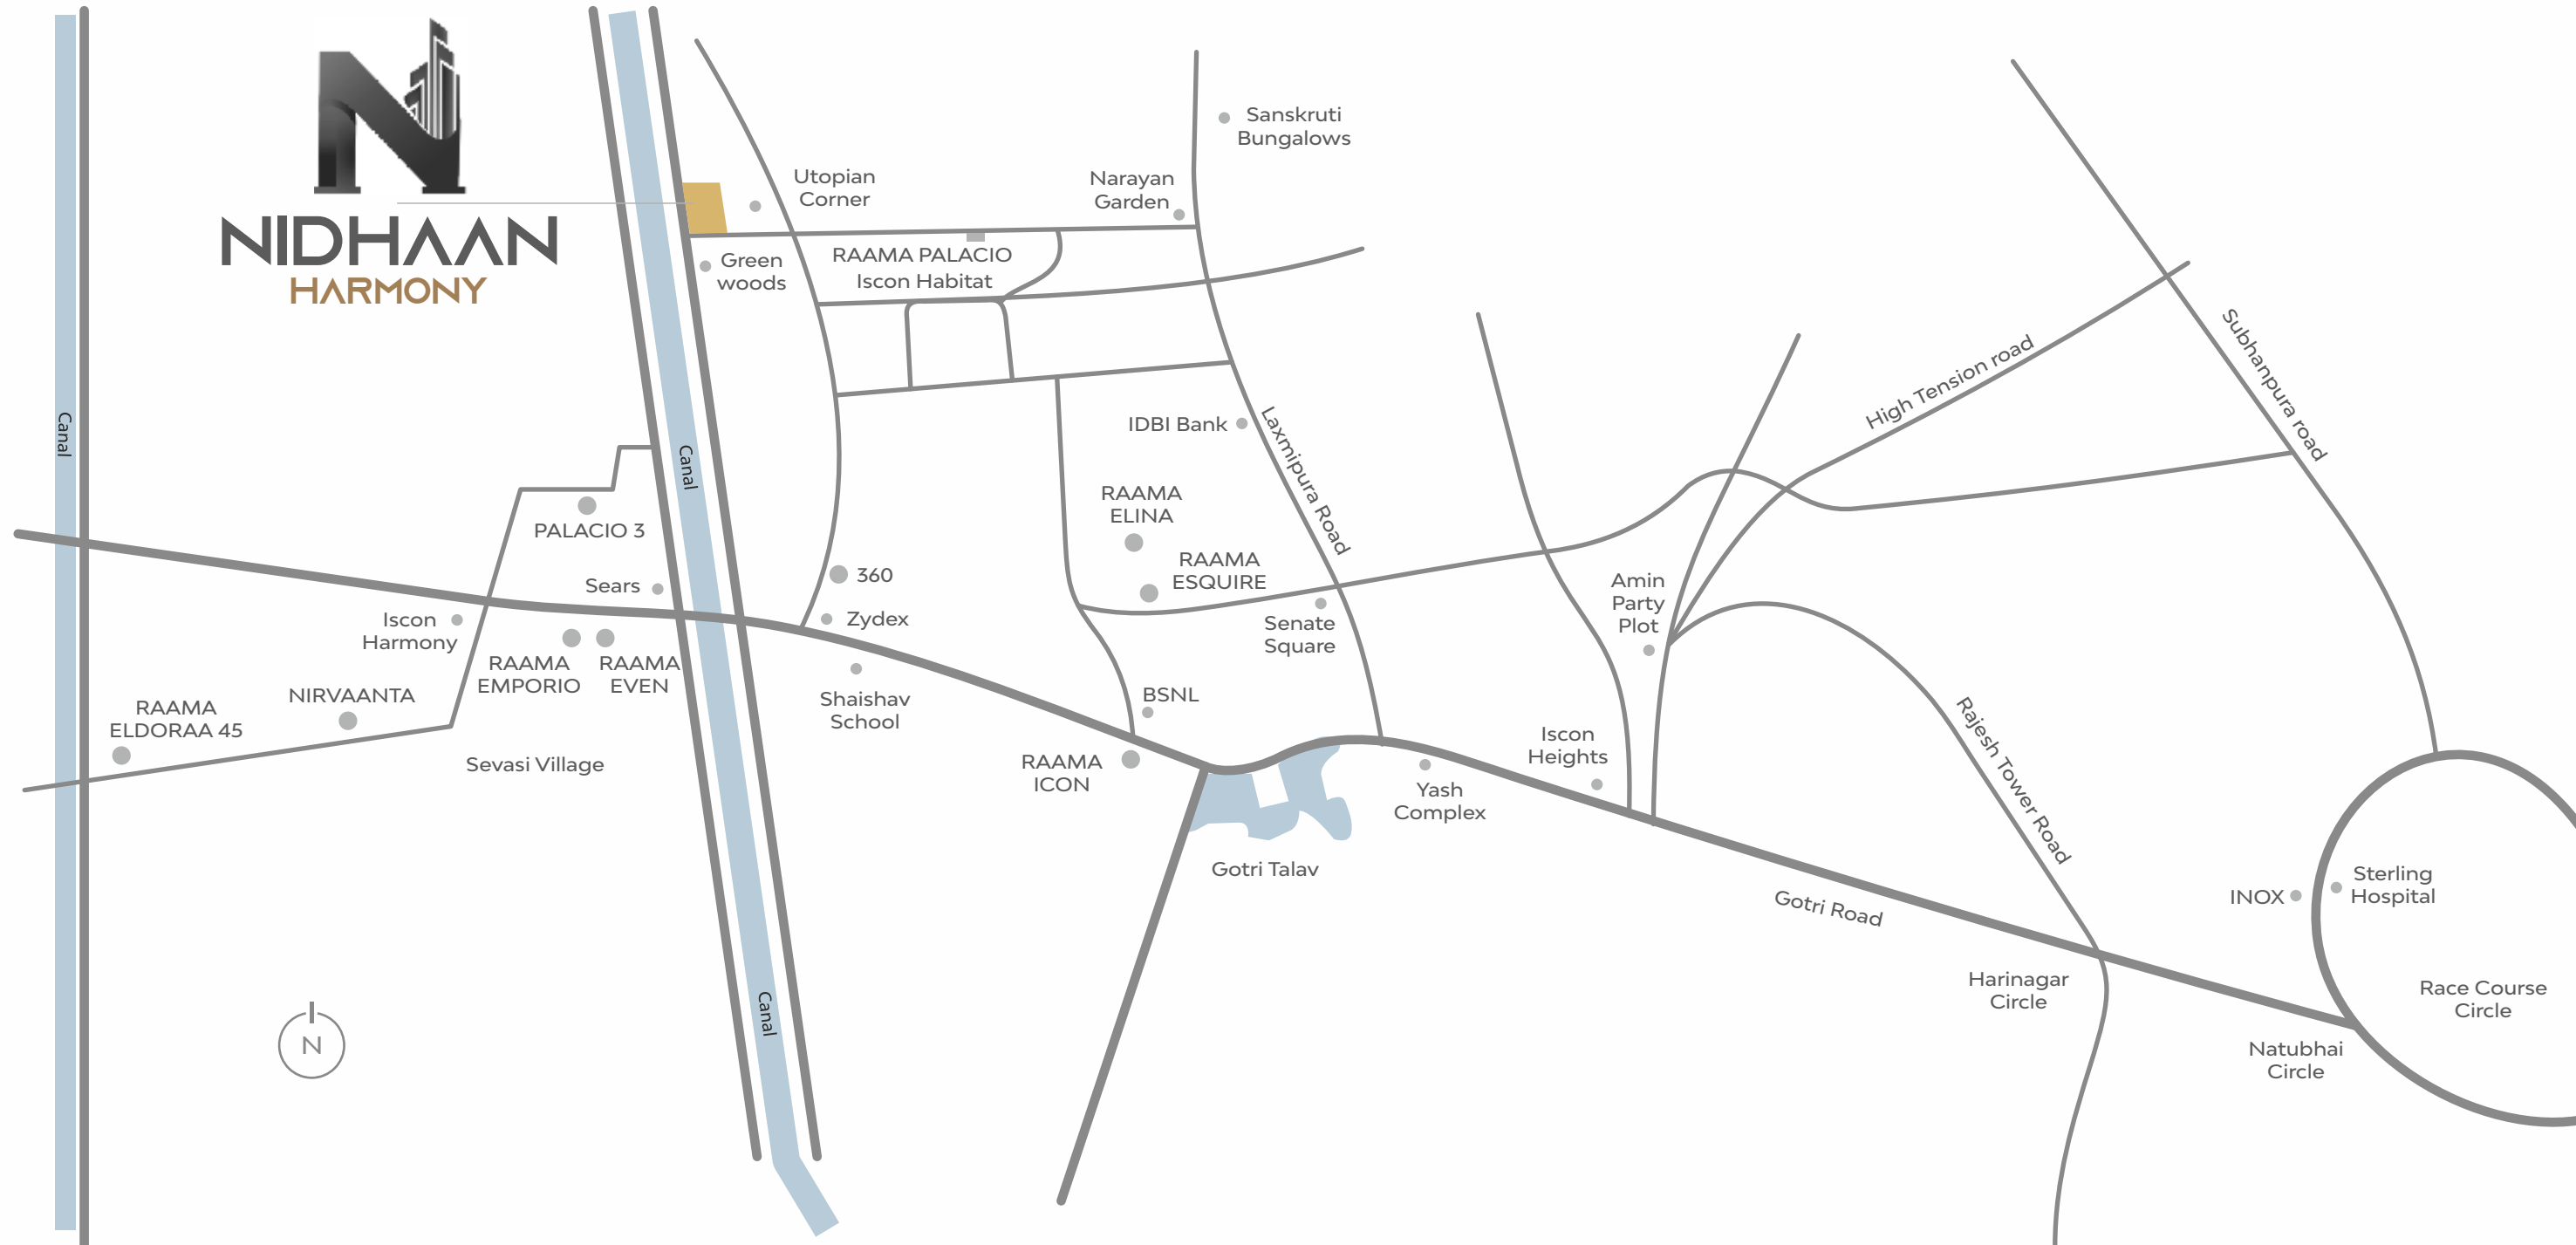 NIDHAAN
HARMONY
Sanskruti
Bungalows
Utopian
Corner
Narayan
Garden
Green
woods
RAAMA PALACIO
Iscon Habitat
High Tension road
Subhanpura road
Canal
Canal
IDBI Bank
Laxmipura Road
RAAMA
ELINA
PALACIO 3
RAAMA
ESQUIRE
360
Sears
Zydex
Iscon
Harmony
Senate
Square
Amin
Party
Plot
RAAMA
EMPORIO
RAAMA
EVEN
NIRVAANTA
RAAMA
ELDORAA 45
Shaishav
School
BSNL
Sevasi Village
RAAMA
ICON
Iscon
Heights
Yash
Complex
Rajesh Tower Road
Gotri Talav
Gotri Road
INOX
Sterling
Hospital
Harinagar
Circle
Race Course
Circle
Canal
N
Natubhai
Circle